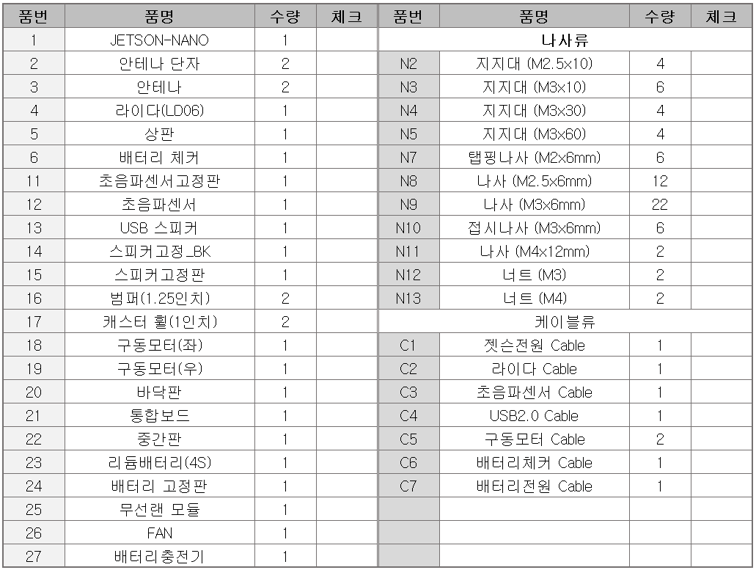 품번 품명 수량 체크 품번 품명 수량 체크
1 JETSON-NANO 1 나사류
2 안테나 단자 2 N2 지지대 (M2.5x10) 4
3 안테나 2 N3 지지대 (M3x10) 6
4 라이다(LD06) 1 N4 지지대 (M3x30) 4
5 상판 1 N5 지지대 (M3x60) 4
6 배터리 체커 1 N7 탭핑나사 (M2x6mm) 6
11 초음파센서고정판 1 N8 나사 (M2.5x6mm) 12
12 초음파센서 1 N9 나사 (M3x6mm) 22
13 USB 스피커 1 N10 접시나사 (M3x6mm) 6
14 스피커고정_BK 1 N11 나사 (M4x12mm) 2
15 스피커고정판 1 N12 너트 (M3) 2
16 범퍼(1.25인치) 2 N13 너트 (M4) 2
17 캐스터 휠(1인치) 2 케이블류
18 구동모터(좌) 1 C1 젯슨전원 Cable 1
19 구동모터(우) 1 C2 라이다 Cable 1
20 바닥판 1 C3 초음파센서 Cable 1
21 통합보드 1 C4 USB2.0 Cable 1
22 중간판 1 C5 구동모터 Cable 2
23 리튬배터리(4S) 1 C6 배터리체커 Cable 1
24 배터리 고정판 1 C7 배터리전원 Cable 1
25 무선랜 모듈 1
26 FAN 1
27 배터리충전기 1